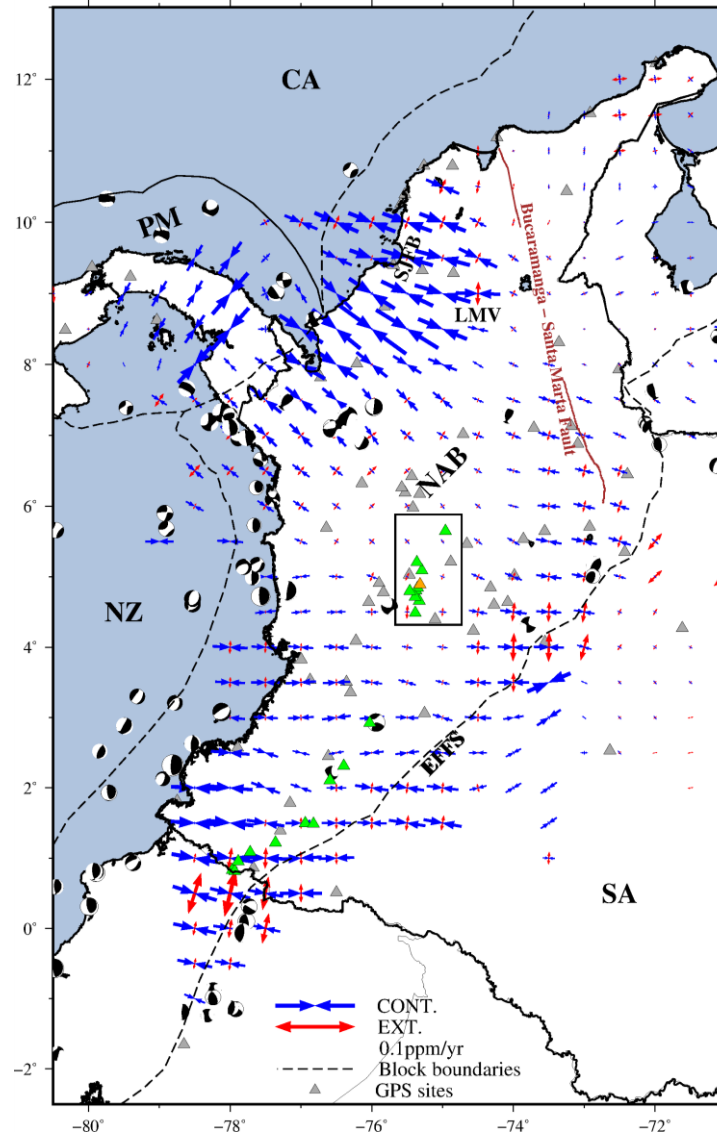 12°
10°
8°
6°
4°
2°
0°
−2°
CA
PM
SJFB
LMV
Bucaramanga − Santa Marta Fault
NAB
NZ
EFFS
SA
CONT.
EXT.
0.1ppm/yr
Block boundaries
GPS sites
−80°
−78°
−76°
−74°
−72°